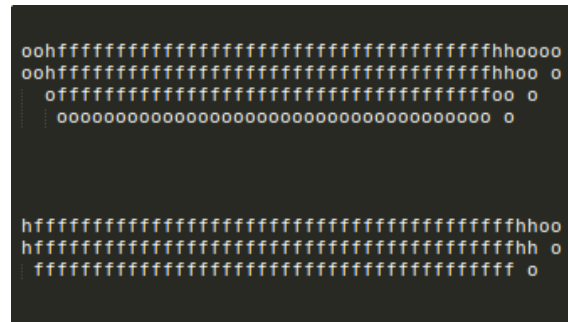 oohfffffffffffffffffffffffffffffffffffffhhoooo
oohfffffffffffffffffffffffffffffffffffffhhoo o
  offfffffffffffffffffffffffffffffffffffffoo o
   ooooooooooooooooooooooooooooooooooooo o
hfffffffffffffffffffffffffffffffffffffffffhhoo
hfffffffffffffffffffffffffffffffffffffffffhh o
 fffffffffffffffffffffffffffffffffffffffff o